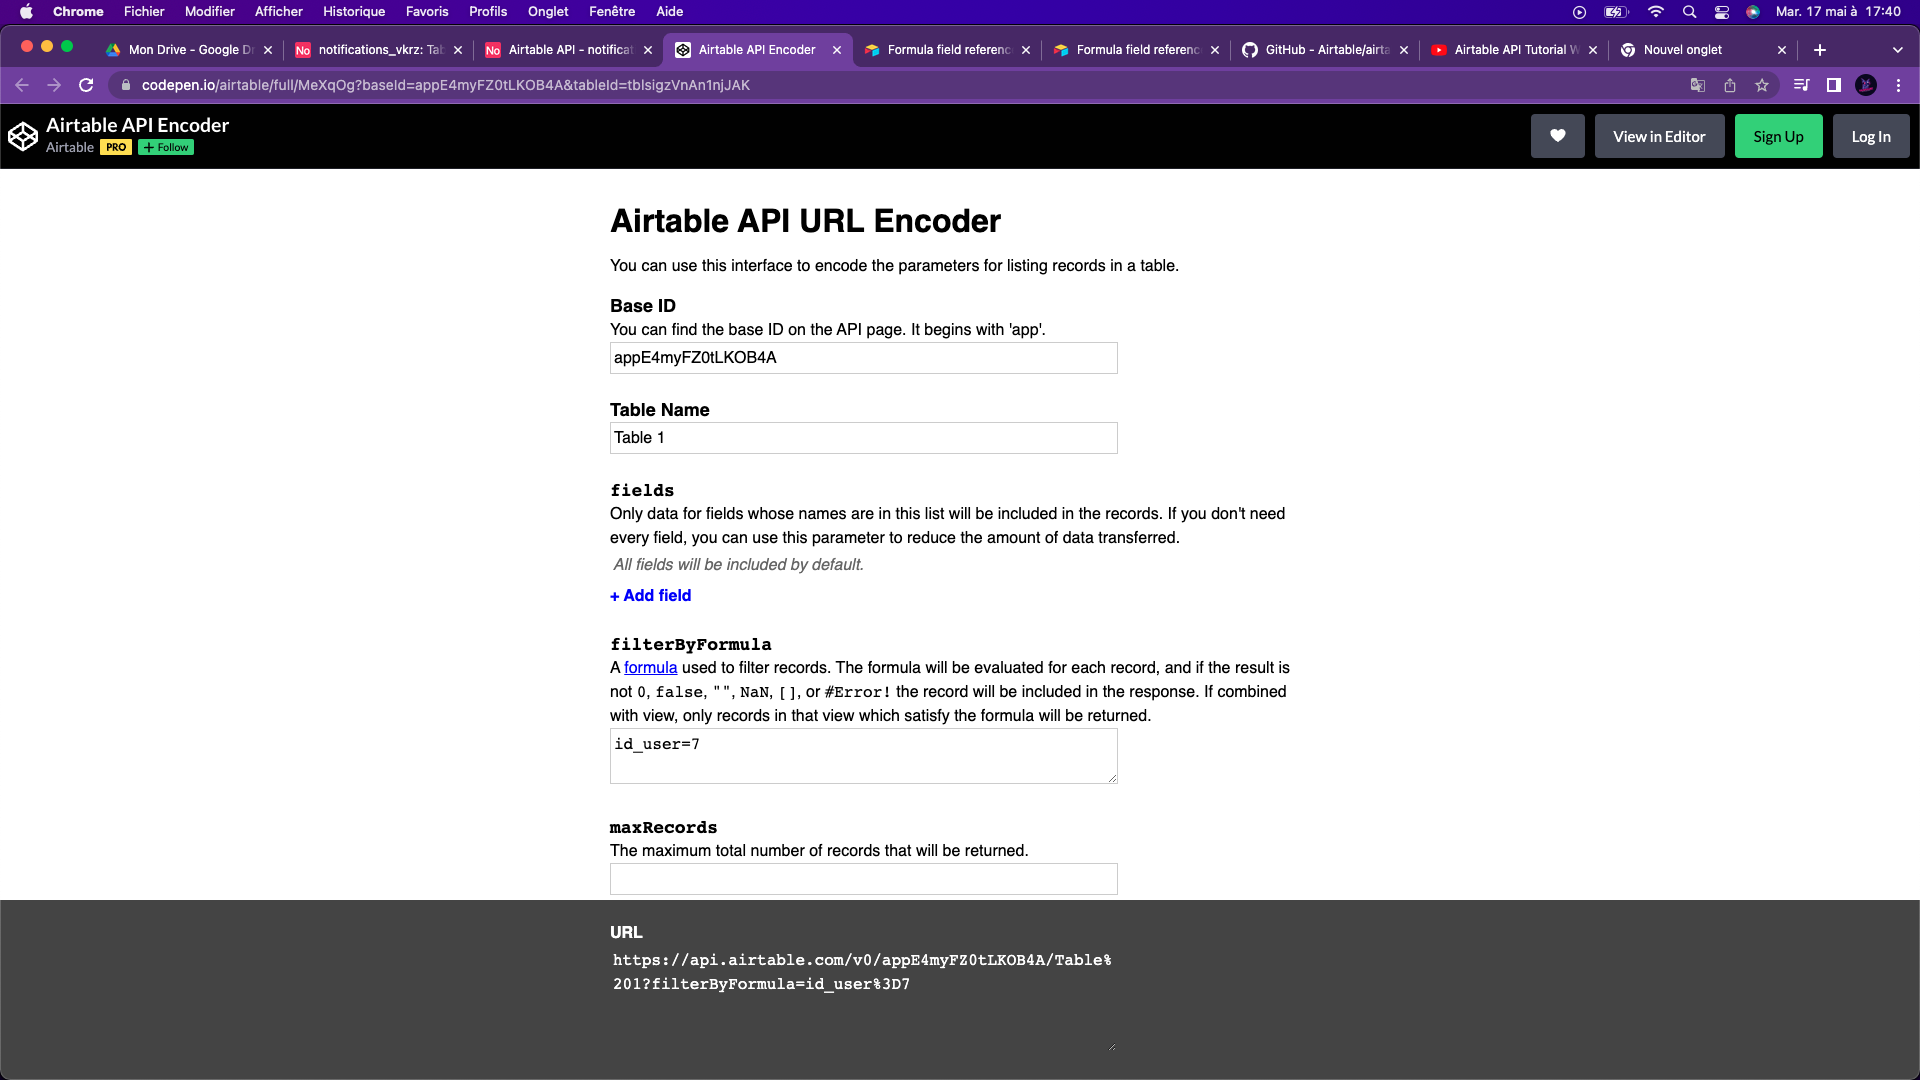 Chrome Fichier Modifier Afficher Historique Favoris Profils Onglet Fenêtre Aide Mar. 17 mai à 17:40
Mon Drive - Google Dr notifications_vkrz: Tab Airtable API - notificat Airtable API Encoder Formula field referenc Formula field referenc GitHub - Airtable/airta Airtable API Tutorial W Nouvel onglet
codepen.io/airtable/full/MeXqOg?baseId=appE4myFZ0tLKOB4A&tableId=tblsigzVnAn1njJAK
Airtable API Encoder
Airtable PRO + Follow
View in Editor Sign Up Log In
Airtable API URL Encoder
You can use this interface to encode the parameters for listing records in a table.
Base ID
You can find the base ID on the API page. It begins with 'app'.
appE4myFZ0tLKOB4A
Table Name
Table 1
fields
Only data for fields whose names are in this list will be included in the records. If you don't need
every field, you can use this parameter to reduce the amount of data transferred.
All fields will be included by default.
+ Add field
filterByFormula
A formula used to filter records. The formula will be evaluated for each record, and if the result is
not 0, false, "", NaN, [], or #Error! the record will be included in the response. If combined
with view, only records in that view which satisfy the formula will be returned.
id_user=7
maxRecords
The maximum total number of records that will be returned.
URL
https://api.airtable.com/v0/appE4myFZ0tLKOB4A/Table%
201?filterByFormula=id_user%3D7